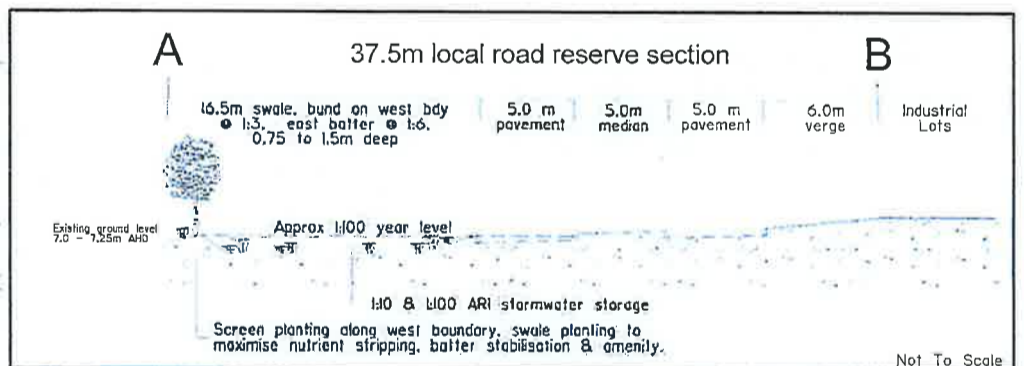 A
37.5m local road reserve section
B
16.5m swale, bund on west bdy
@ 1:3, east batter @ 1:6,
0.75 to 1.5m deep
5.0 m
pavement
5.0m
median
5.0 m
pavement
6.0m
verge
Industrial
Lots
Existing ground level
7.0 - 7.25m AHD
Approx 1:100 year level
1:10 & 1:100 ARI stormwater storage
Screen planting along west boundary, swale planting to
maximise nutrient stripping, batter stabilisation & amenity.
Not To Scale